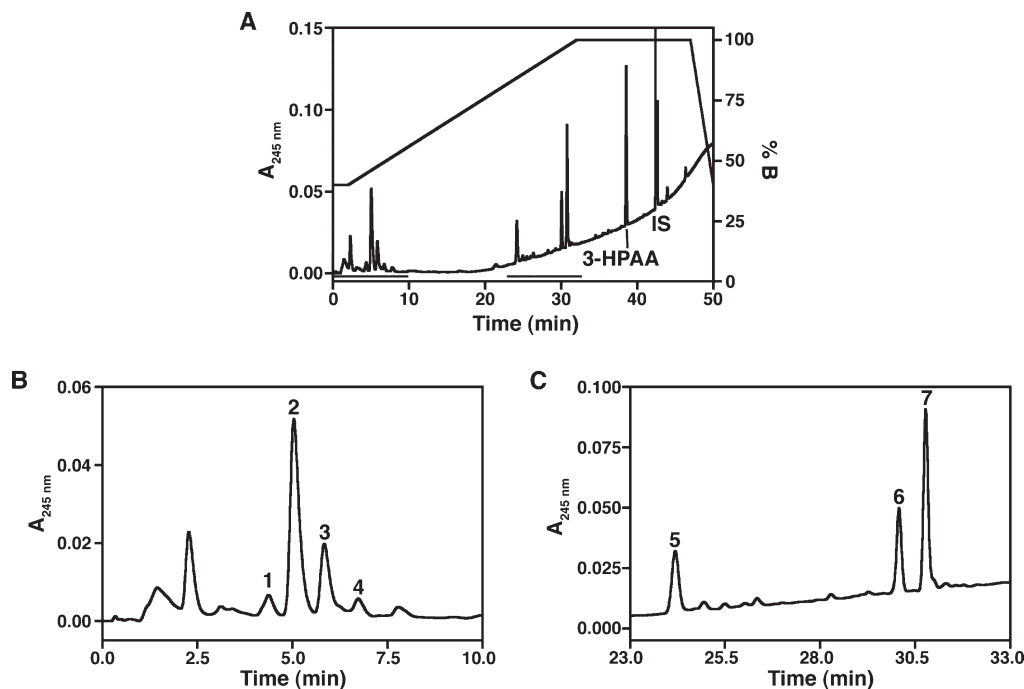 A
0.15
0.10
0.05
0.00
A245 nm
100
75
50
25
0
% B
3-HPAA
IS
0 10 20 30 40 50
Time (min)
B
0.06
0.04
0.02
0.00
A245 nm
1 2 3 4
0.0 2.5 5.0 7.5 10.0
Time (min)
C
0.100
0.075
0.050
0.025
0.000
A245 nm
5 6 7
23.0 25.5 28.0 30.5 33.0
Time (min)